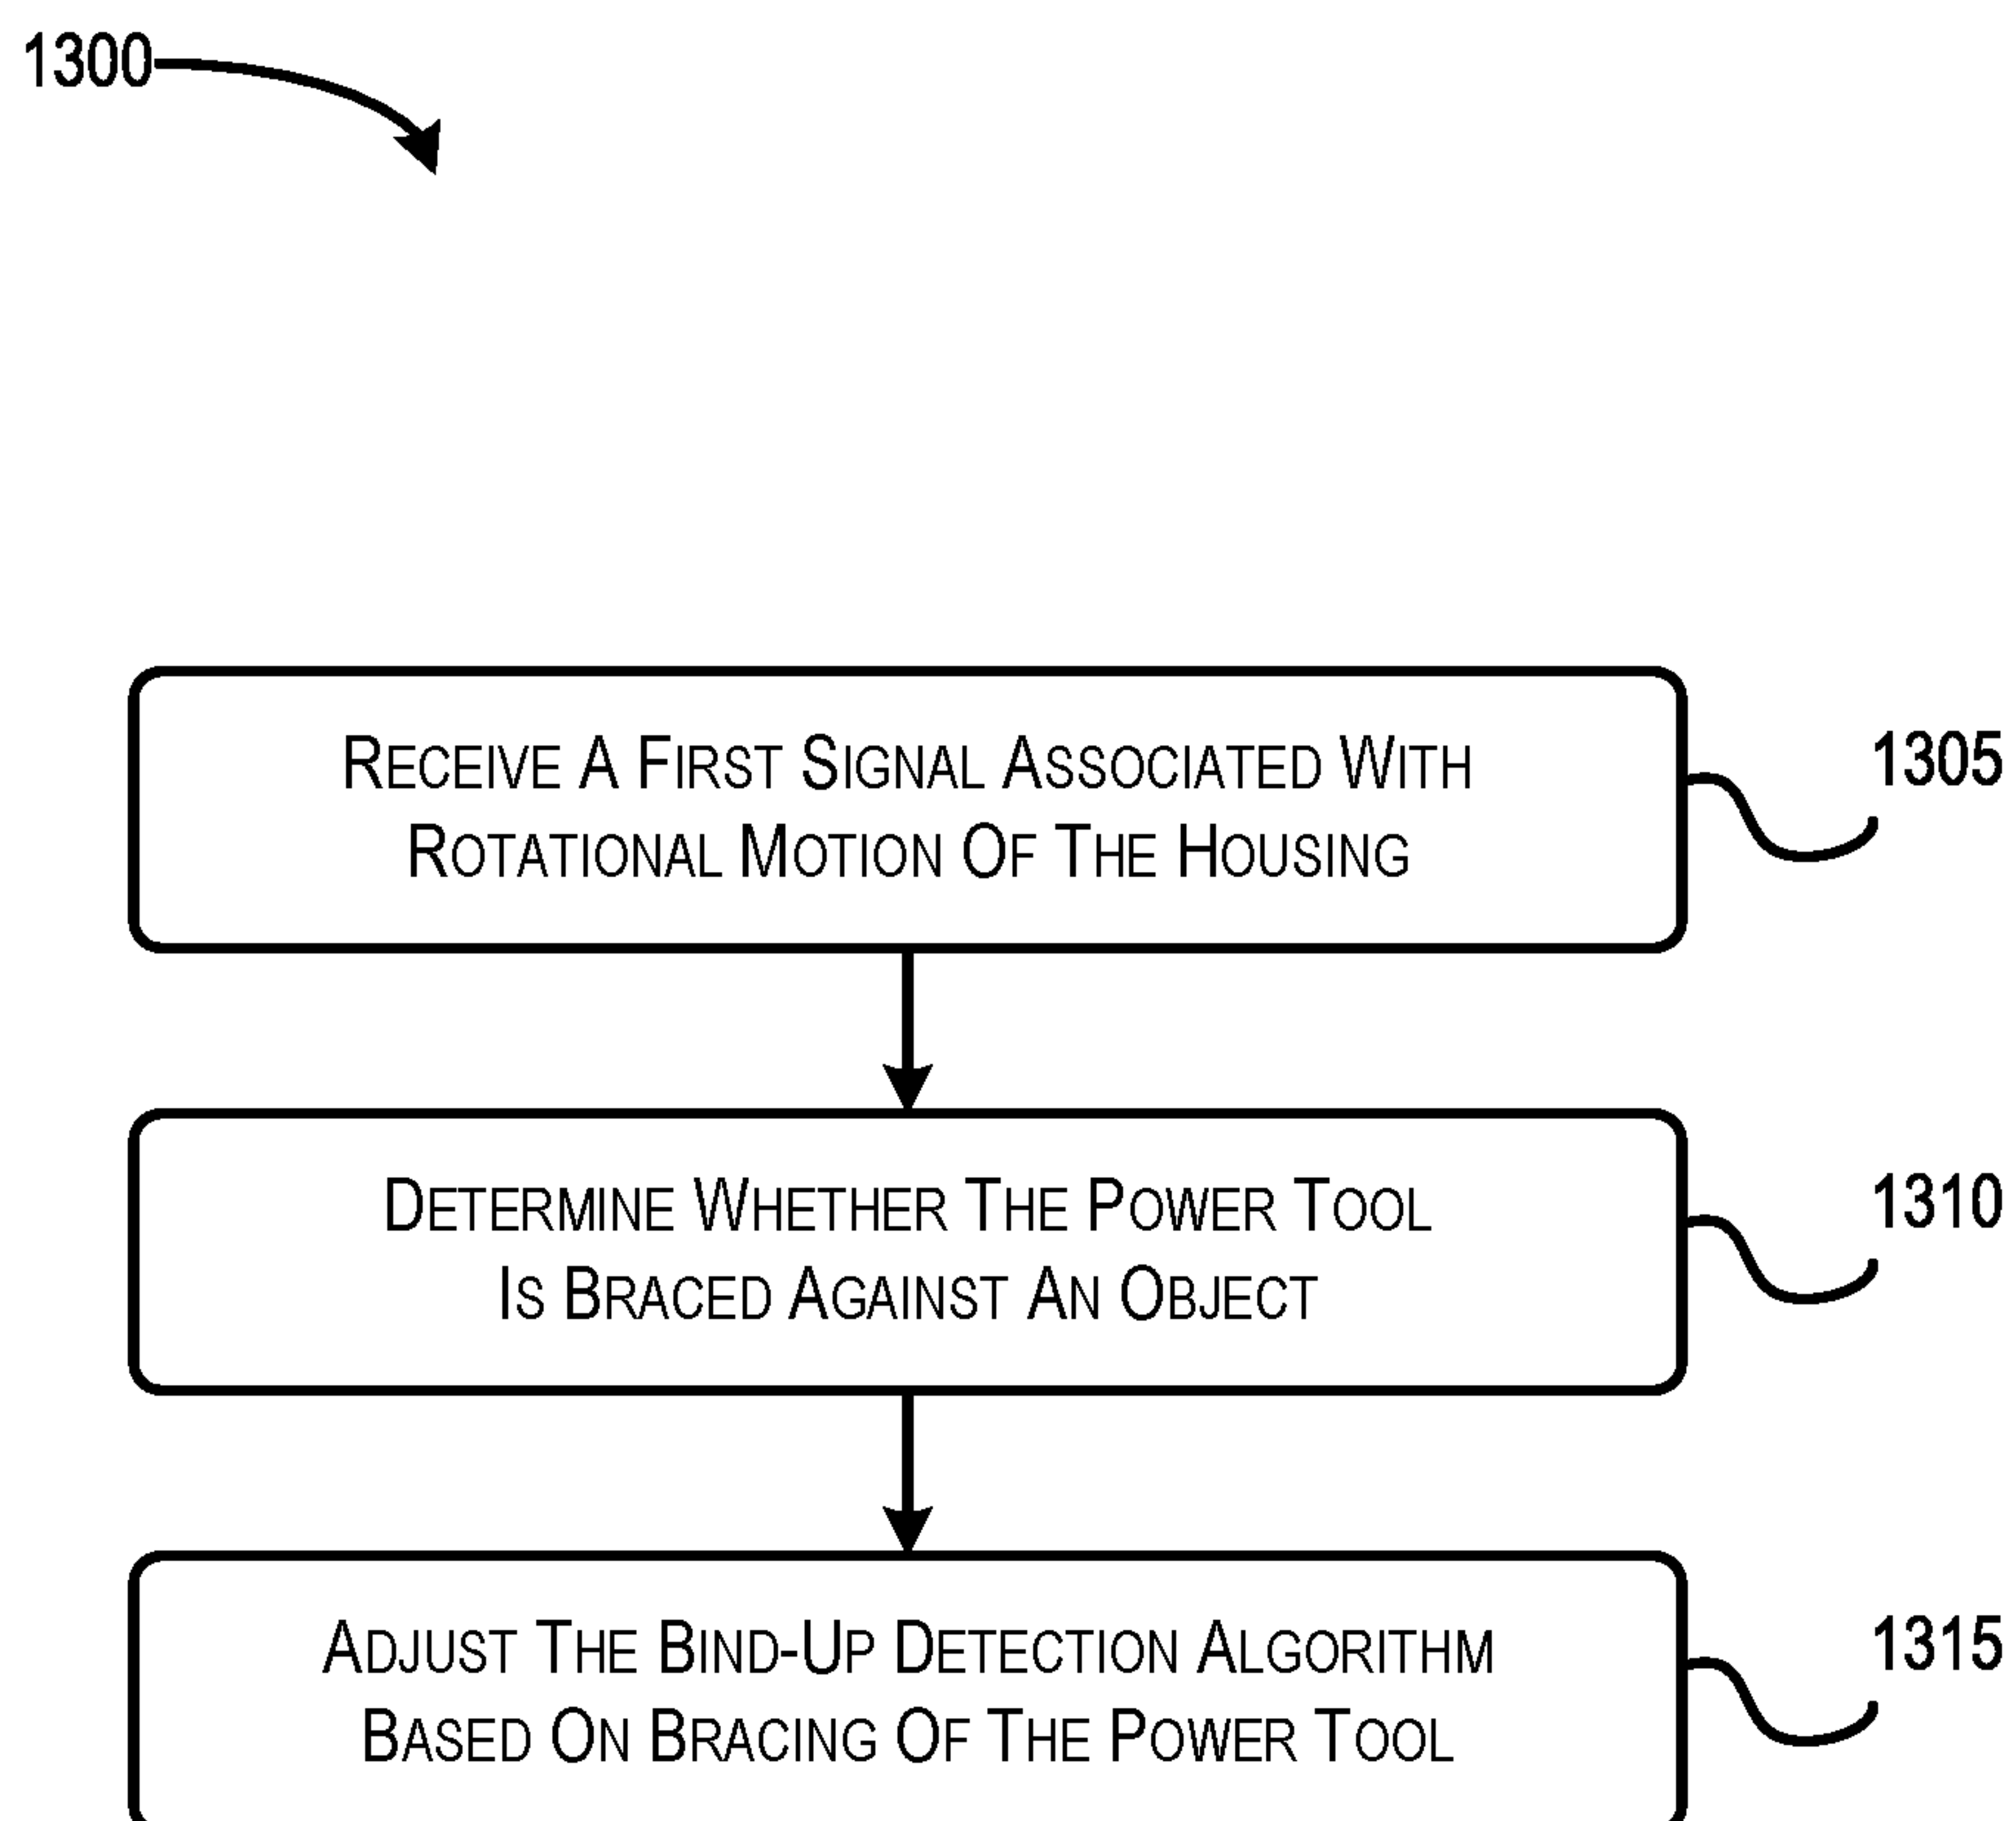 1300
RECEIVE A FIRST SIGNAL ASSOCIATED WITH
ROTATIONAL MOTION OF THE HOUSING
1305
DETERMINE WHETHER THE POWER TOOL
IS BRACED AGAINST AN OBJECT
1310
ADJUST THE BIND-UP DETECTION ALGORITHM
BASED ON BRACING OF THE POWER TOOL
1315